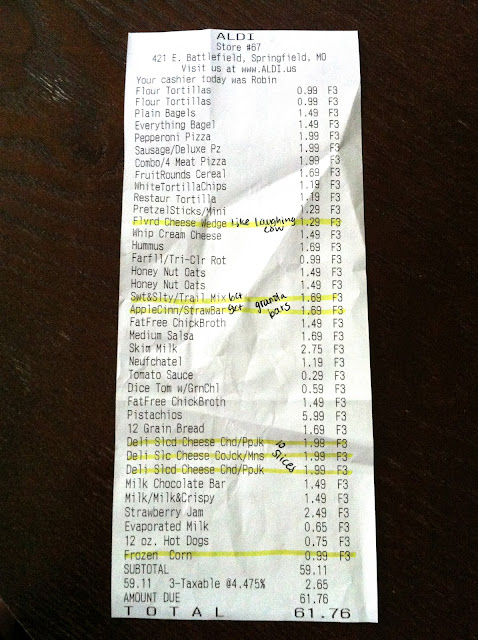 ALDI
Store #67
421 E. Battlefield, Springfield, MO
Visit us at www.ALDI.us
Your cashier today was Robin
Flour Tortillas 0.99 F3
Flour Tortillas 0.99 F3
Plain Bagels 1.49 F3
Everything Bagel 1.49 F3
Pepperoni Pizza 1.99 F3
Sausage/Deluxe Pz 1.99 F3
Combo/4 Meat Pizza 1.99 F3
FruitRounds Cereal 1.69 F3
WhiteTortillaChips 1.19 F3
Restaur Tortilla 1.19 F3
PretzelSticks/Mini 1.29 F3
Flvrd Cheese Wedge like laughing cow 1.29 F3
Whip Cream Cheese 1.49 F3
Hummus 1.69 F3
Farfll/Tri-Clr Rot 0.99 F3
Honey Nut Oats 1.49 F3
Honey Nut Oats 1.49 F3
Swt&Slty/Trail Mix 6ct granola bars 1.69 F3
AppleCinn/StrawBar 8ct 1.69 F3
FatFree ChickBroth 1.49 F3
Medium Salsa 1.69 F3
Skim Milk 2.75 F3
Neufchatel 1.19 F3
Tomato Sauce 0.29 F3
Dice Tom w/GrnChl 0.59 F3
FatFree ChickBroth 1.49 F3
Pistachios 5.99 F3
12 Grain Bread 1.69 F3
Deli Slcd Cheese Chd/PpJk 1.99 F3
Deli Slc Cheese CoJck/Mns 10 slices 1.99 F3
Deli Slcd Cheese Chd/PpJk 1.99 F3
Milk Chocolate Bar 1.49 F3
Milk/Milk&Crispy 1.49 F3
Strawberry Jam 2.49 F3
Evaporated Milk 0.65 F3
12 oz. Hot Dogs 0.75 F3
Frozen Corn 0.99 F3
SUBTOTAL 59.11
59.11 3-Taxable @4.475% 2.65
AMOUNT DUE 61.76
TOTAL 61.76